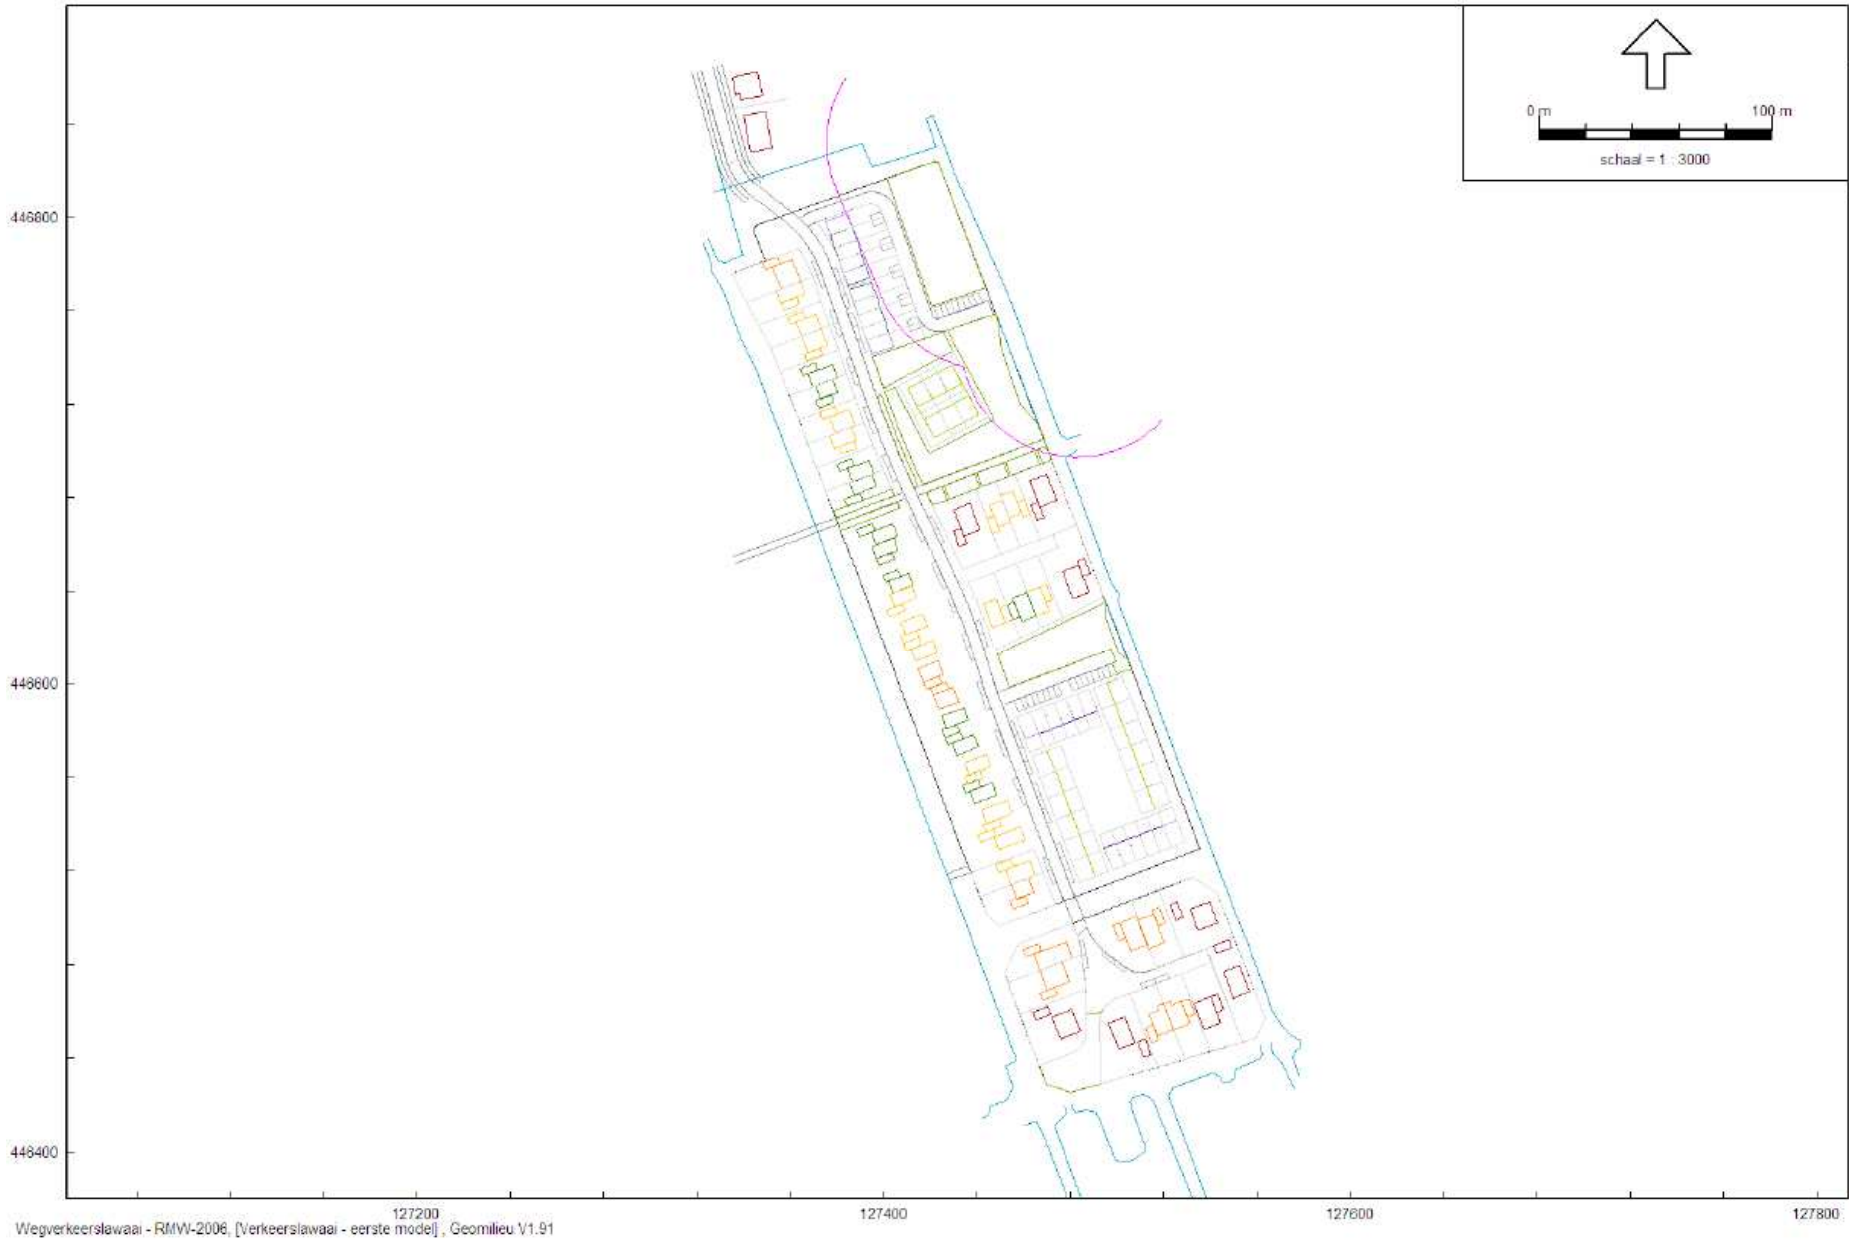 0 m 100 m
schaal = 1 : 3000
446800
446600
446400
127200 127400 127600 127800
Wegverkeerslawaai - RMW-2006, [Verkeerslawaai - eerste model] , Geomilieu V1.91